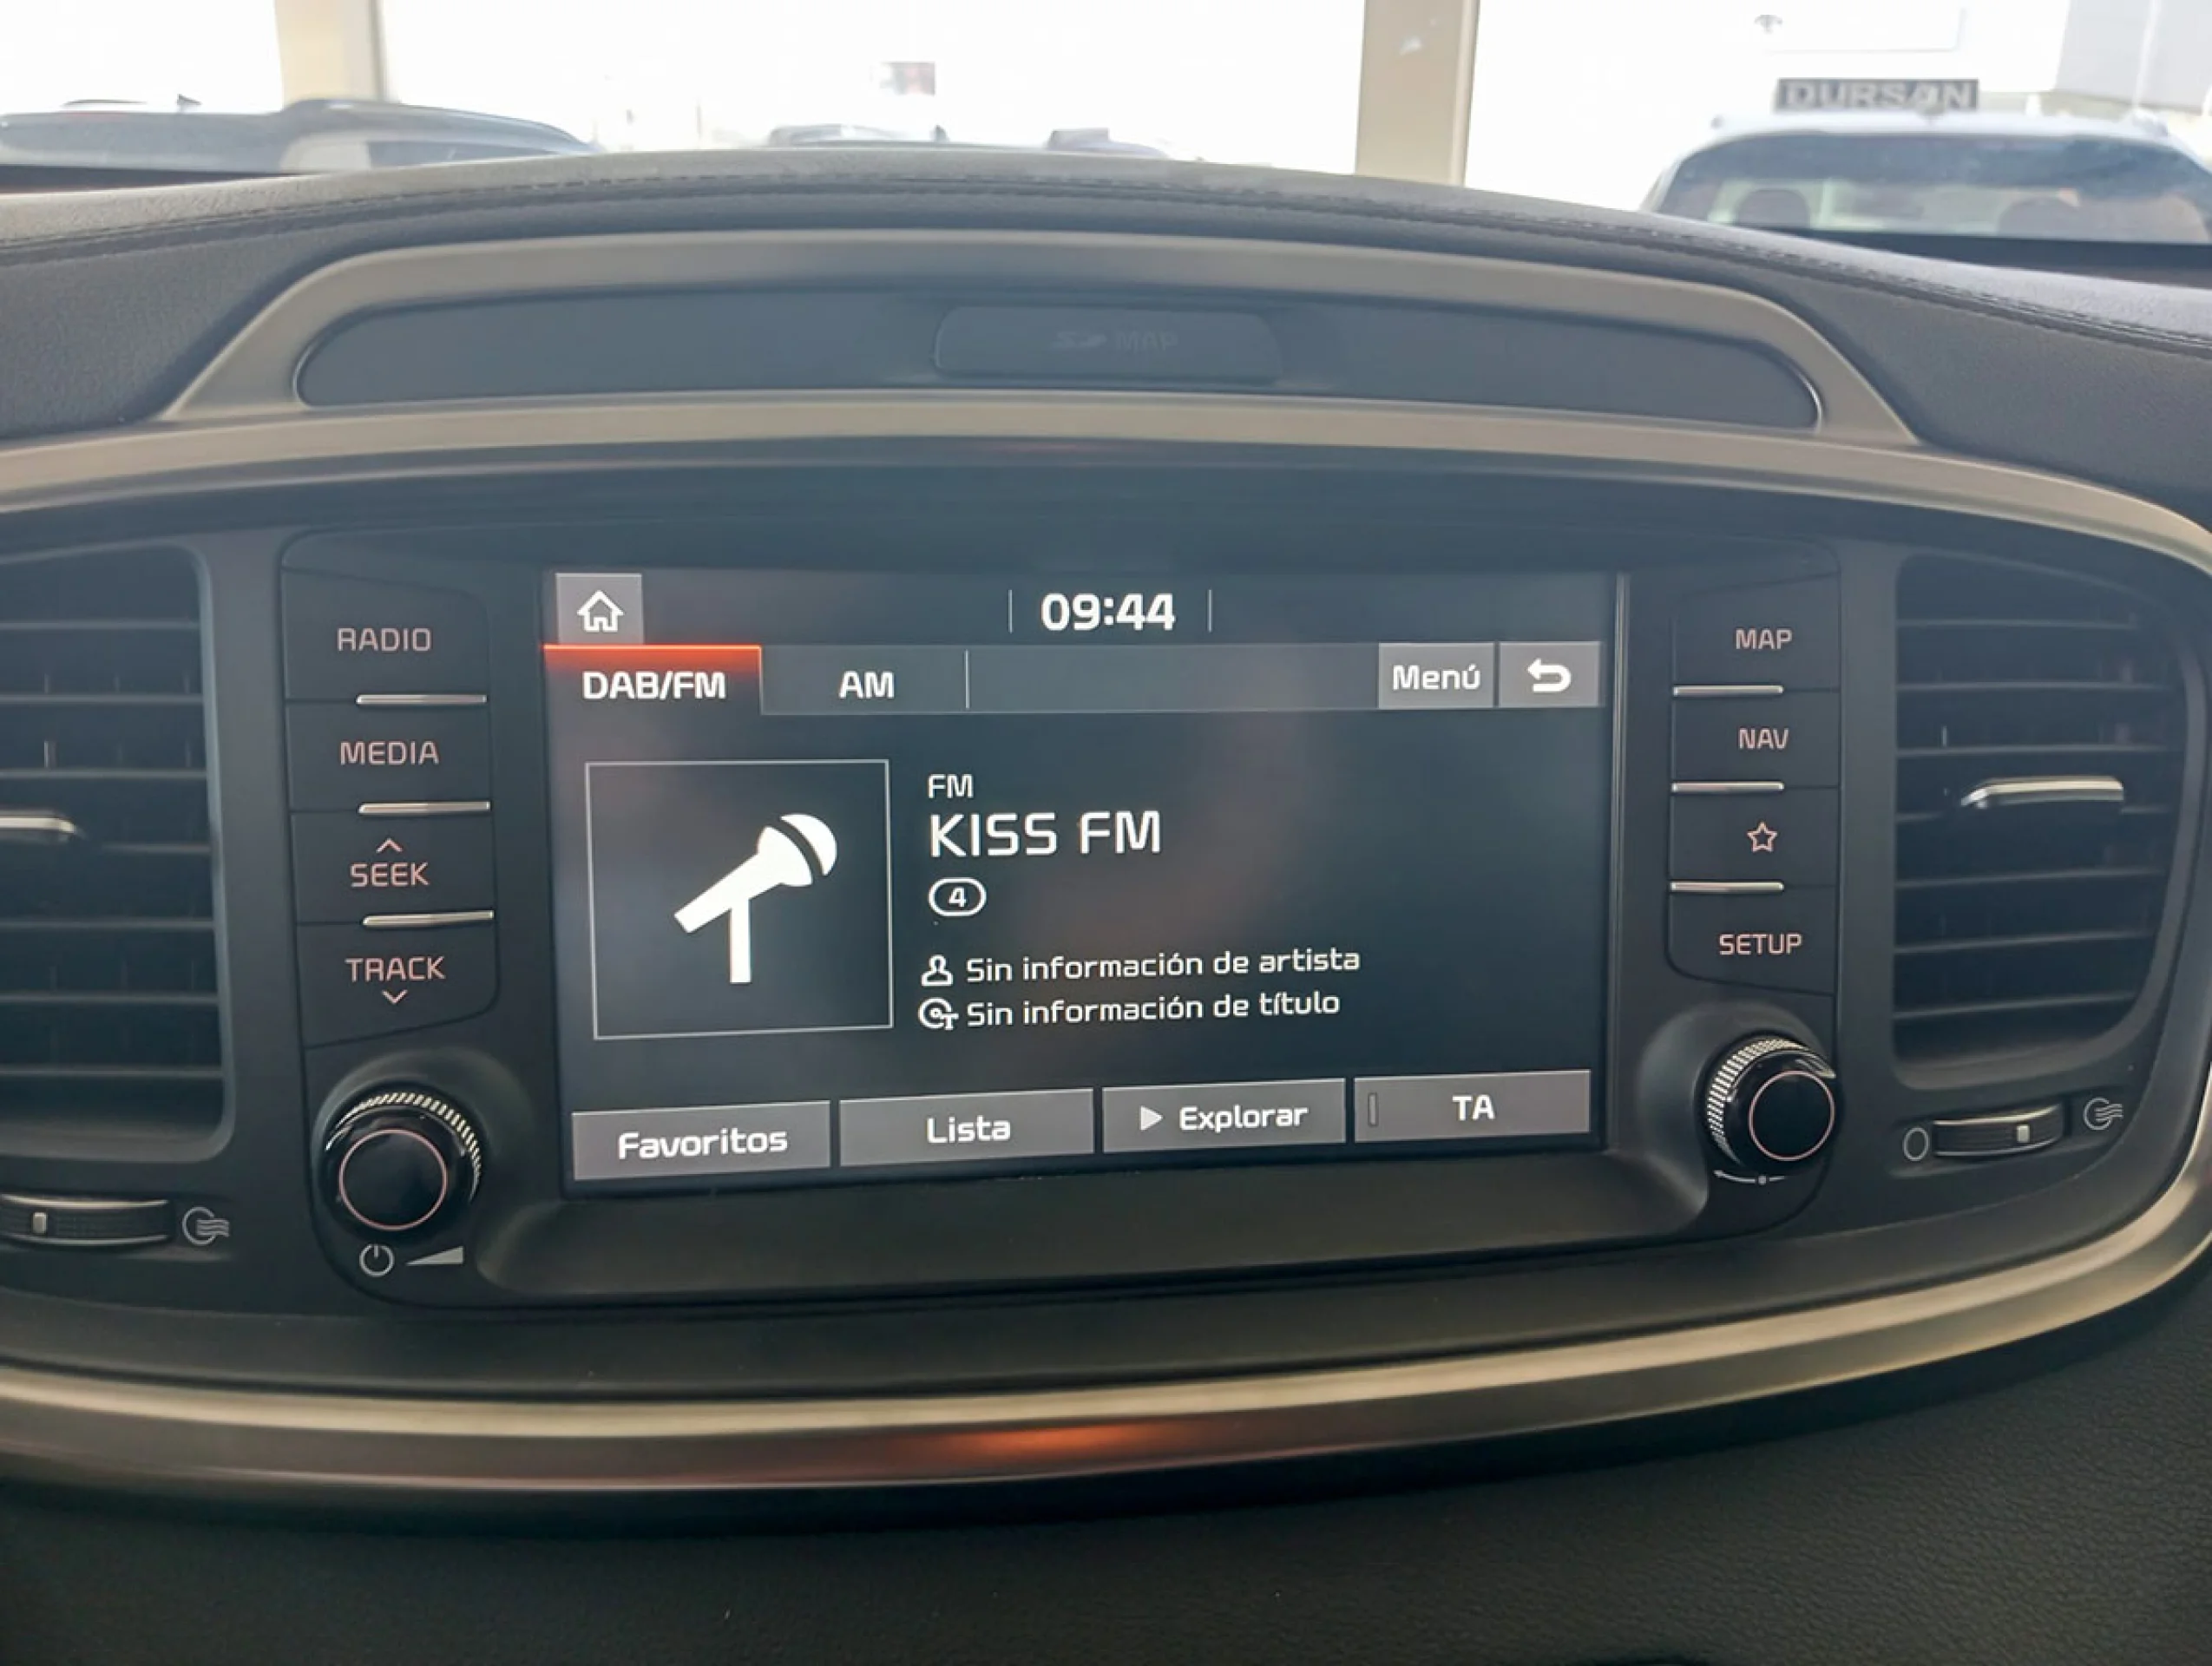 DURSAN
MAP
09:44
RADIO
MAP
DAB/FM
AM
Menú
MEDIA
NAV
FM
KISS FM
4
SEEK
TRACK
SETUP
Sin información de artista
Sin información de título
Favoritos
Lista
Explorar
TA